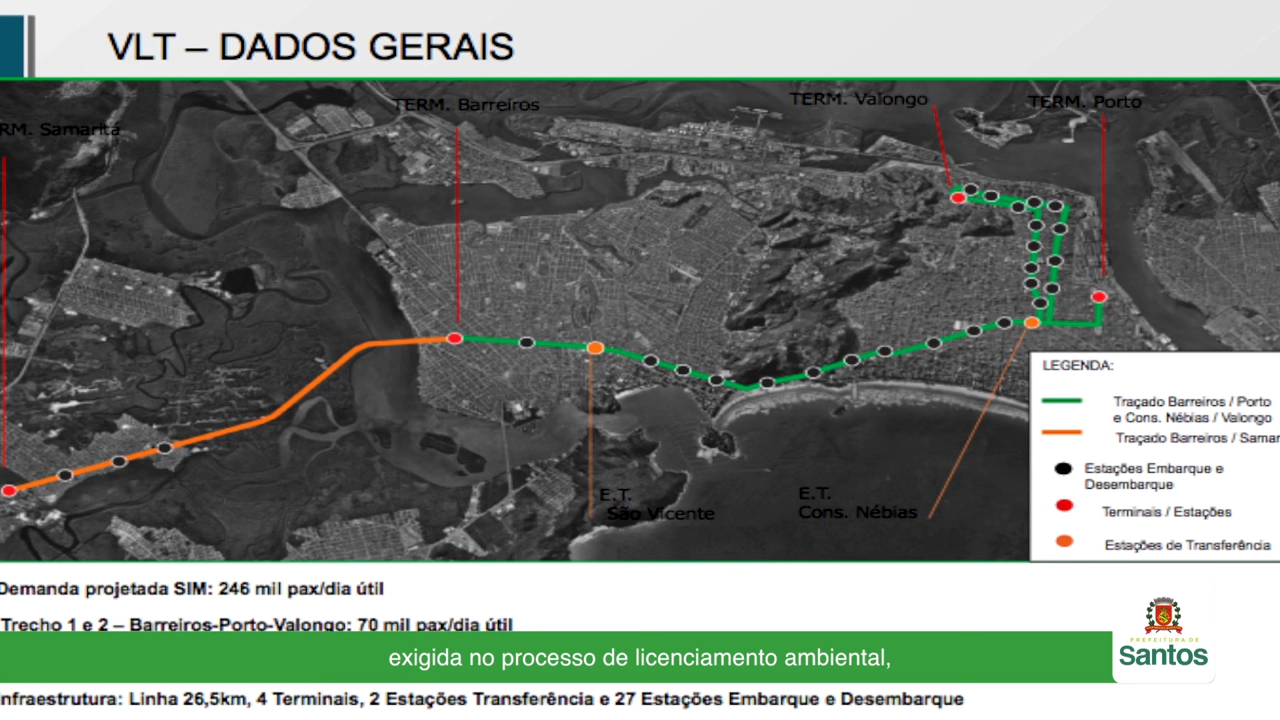 VLT – DADOS GERAIS
TERM. Barreiros
TERM. Valongo
TERM. Porto
RM. Samaritá
LEGENDA:
Traçado Barreiros / Porto
e Cons. Nébias / Valongo
Traçado Barreiros / Samar
Estações Embarque e
Desembarque
Terminais / Estações
Estações de Transferência
E.T.
São Vicente
E.T.
Cons. Nébias
Demanda projetada SIM: 246 mil pax/dia útil
Trecho 1 e 2 – Barreiros-Porto-Valongo: 70 mil pax/dia útil
exigida no processo de licenciamento ambiental,
PREFEITURA DE
Santos
nfraestrutura: Linha 26,5km, 4 Terminais, 2 Estações Transferência e 27 Estações Embarque e Desembarque